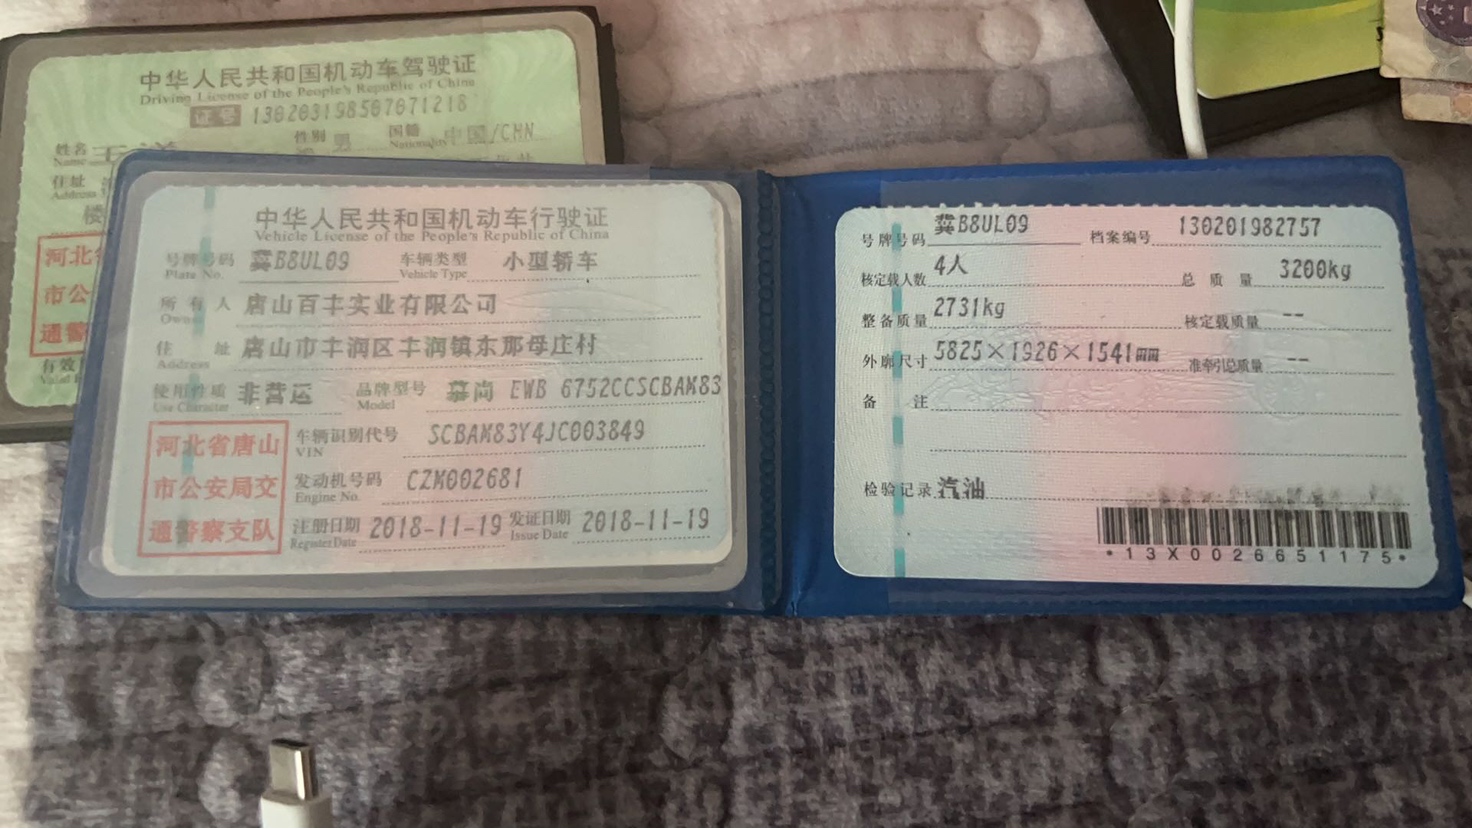 中华人民共和国机动车驾驶证
Driving License of the People's Republic of China
证号 130203198507071218
姓名 性别 男 国籍 中国/CHN
Name Nationality
住址
Address
楼
河北省
市公
通警
有效
中华人民共和国机动车行驶证
Vehicle License of the People's Republic of China
号牌号码 冀B8UL09 车辆类型 小型轿车
Plate No. Vehicle Type
所有人 唐山百丰实业有限公司
Owner
住址 唐山市丰润区丰润镇东那母庄村
Address
使用性质 非营运 品牌型号 慕尚 EWB 6752CCSCBAM83
Use Character Model
河北省唐山
市公安局交
通警察支队
车辆识别代号 SCBAM83Y4JC003849
VIN
发动机号码 CZM002681
Engine No.
注册日期 2018-11-19 发证日期 2018-11-19
Register Date Issue Date
号牌号码 冀B8UL09 档案编号 130201982757
核定载人数 4人 总质量 3200kg
整备质量 2731kg 核定载质量 --
外廓尺寸 5825×1926×1541mm 准牵引总质量 --
备注
检验记录 汽油
*13X0026651175*